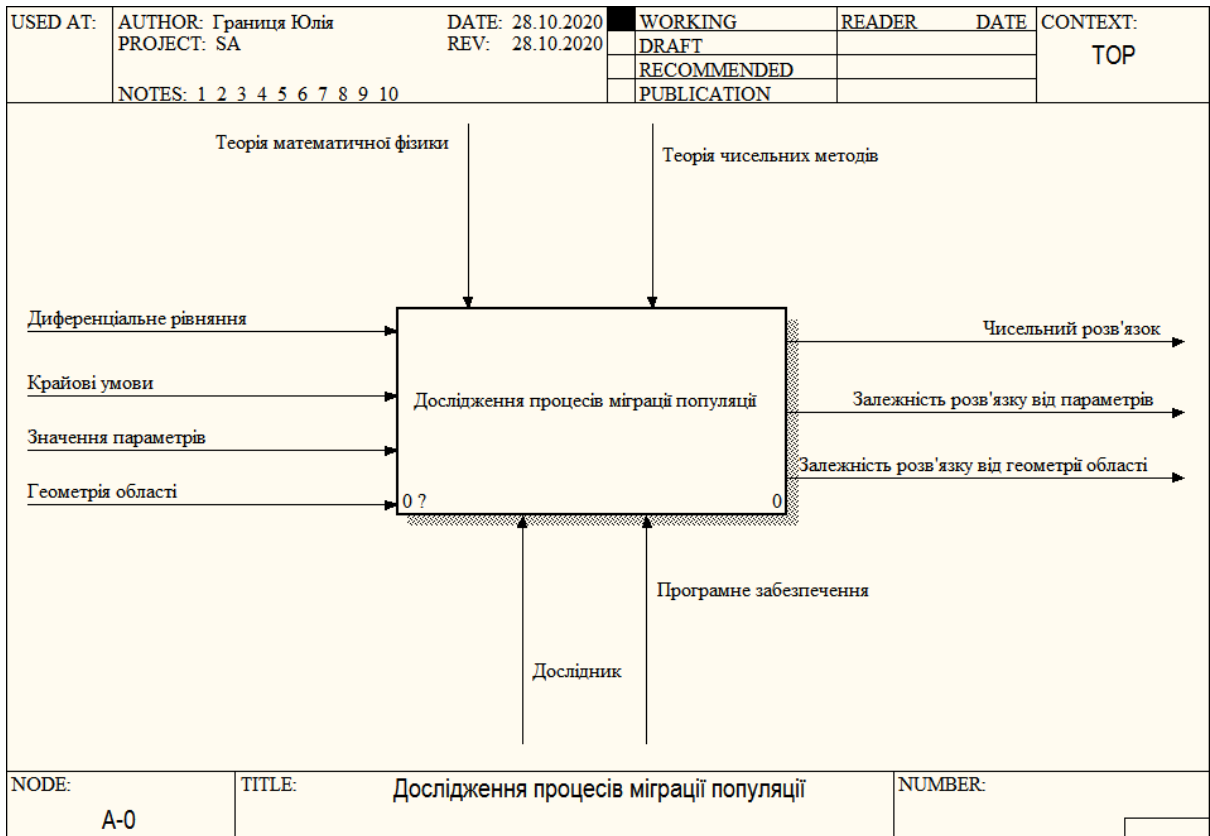 USED AT:
AUTHOR: Границя Юлія
DATE: 28.10.2020
WORKING
READER
DATE
CONTEXT:
PROJECT: SA
REV: 28.10.2020
DRAFT
TOP
RECOMMENDED
NOTES: 1 2 3 4 5 6 7 8 9 10
PUBLICATION
Теорія математичної фізики
Теорія чисельних методів
Диференціальне рівняння
Крайові умови
Значення параметрів
Геометрія області
Дослідження процесів міграції популяції
0 ?
0
Чисельний розв'язок
Залежність розв'язку від параметрів
Залежність розв'язку від геометрії області
Програмне забезпечення
Дослідник
NODE:
A-0
TITLE:
Дослідження процесів міграції популяції
NUMBER: